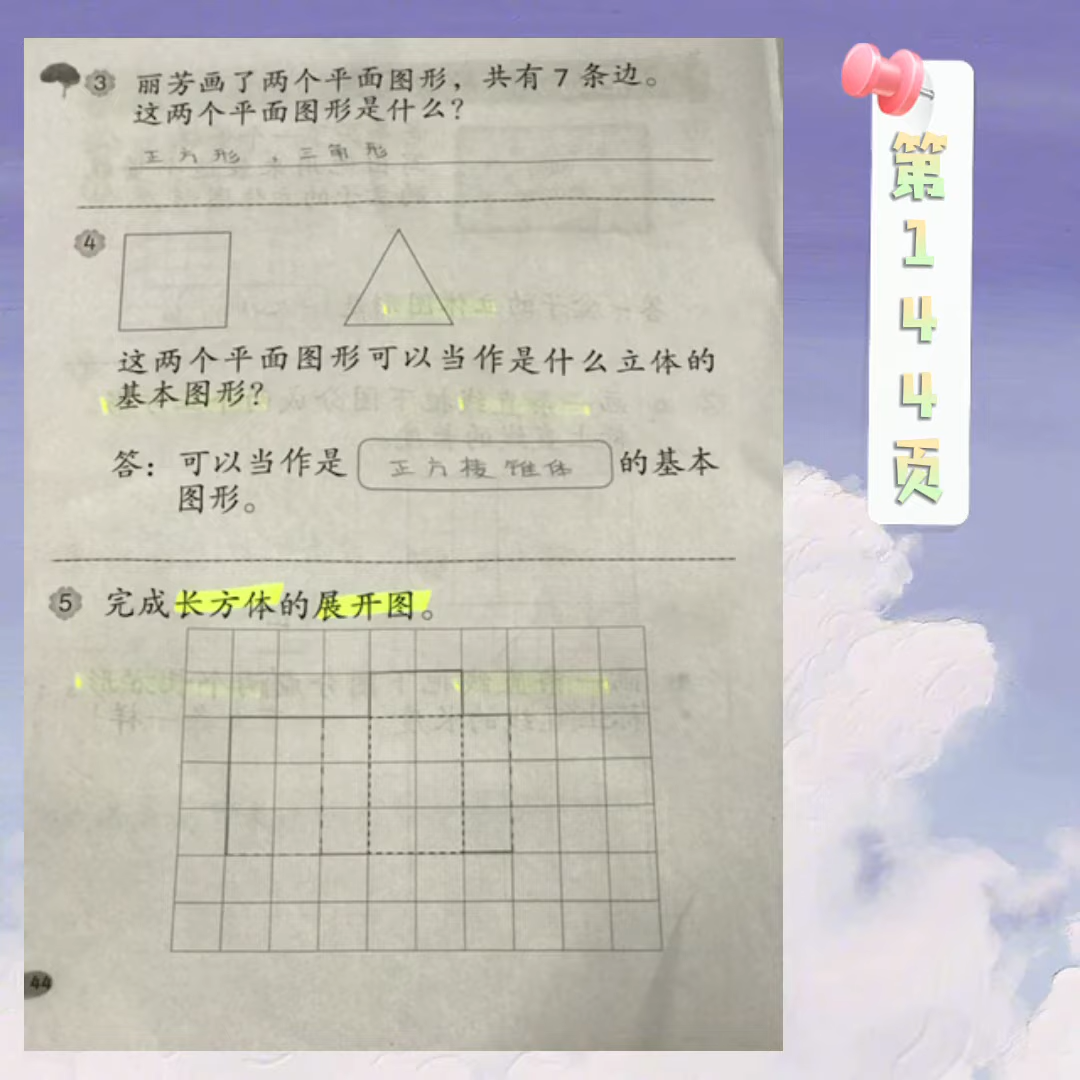 3 丽芳画了两个平面图形，共有 7 条边。
这两个平面图形是什么？
正方形，三角形
4
这两个平面图形可以当作是什么立体的
基本图形？
答：可以当作是 正方棱锥体 的基本
图形。
5 完成长方体的展开图。
44
第144页